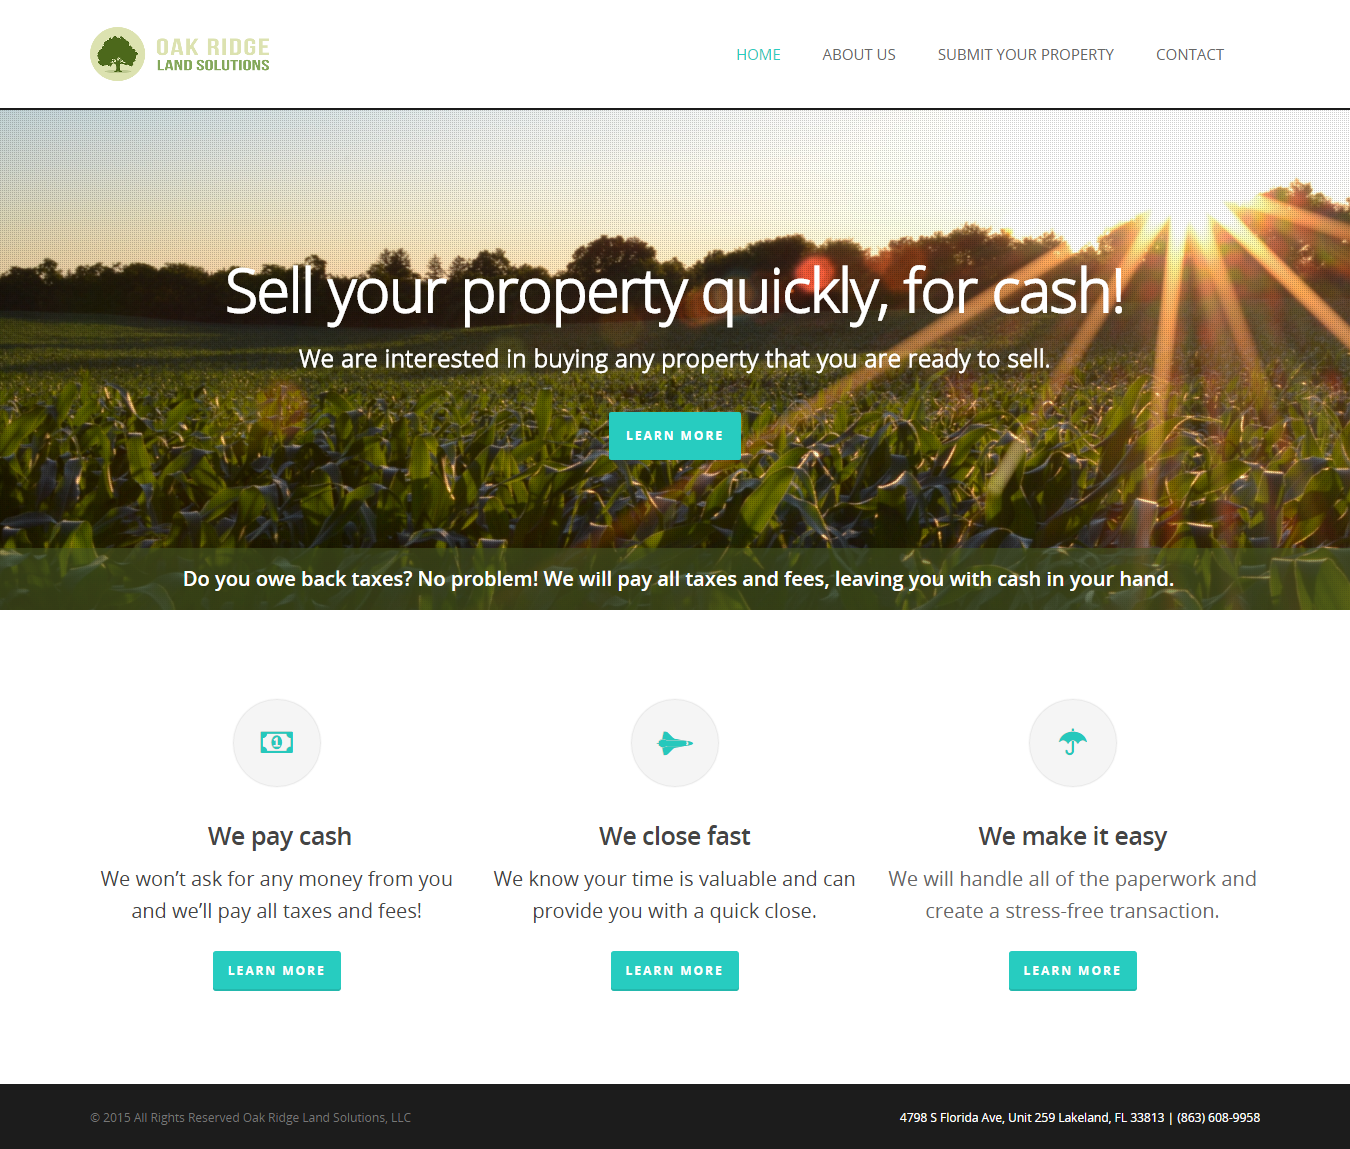 OAK RIDGE
LAND SOLUTIONS
HOME ABOUT US SUBMIT YOUR PROPERTY CONTACT
Sell your property quickly, for cash!
We are interested in buying any property that you are ready to sell.
LEARN MORE
Do you owe back taxes? No problem! We will pay all taxes and fees, leaving you with cash in your hand.
1
We pay cash
We won’t ask for any money from you
and we’ll pay all taxes and fees!
LEARN MORE
We close fast
We know your time is valuable and can
provide you with a quick close.
LEARN MORE
We make it easy
We will handle all of the paperwork and
create a stress-free transaction.
LEARN MORE
© 2015 All Rights Reserved Oak Ridge Land Solutions, LLC
4798 S Florida Ave, Unit 259 Lakeland, FL 33813 | (863) 608-9958